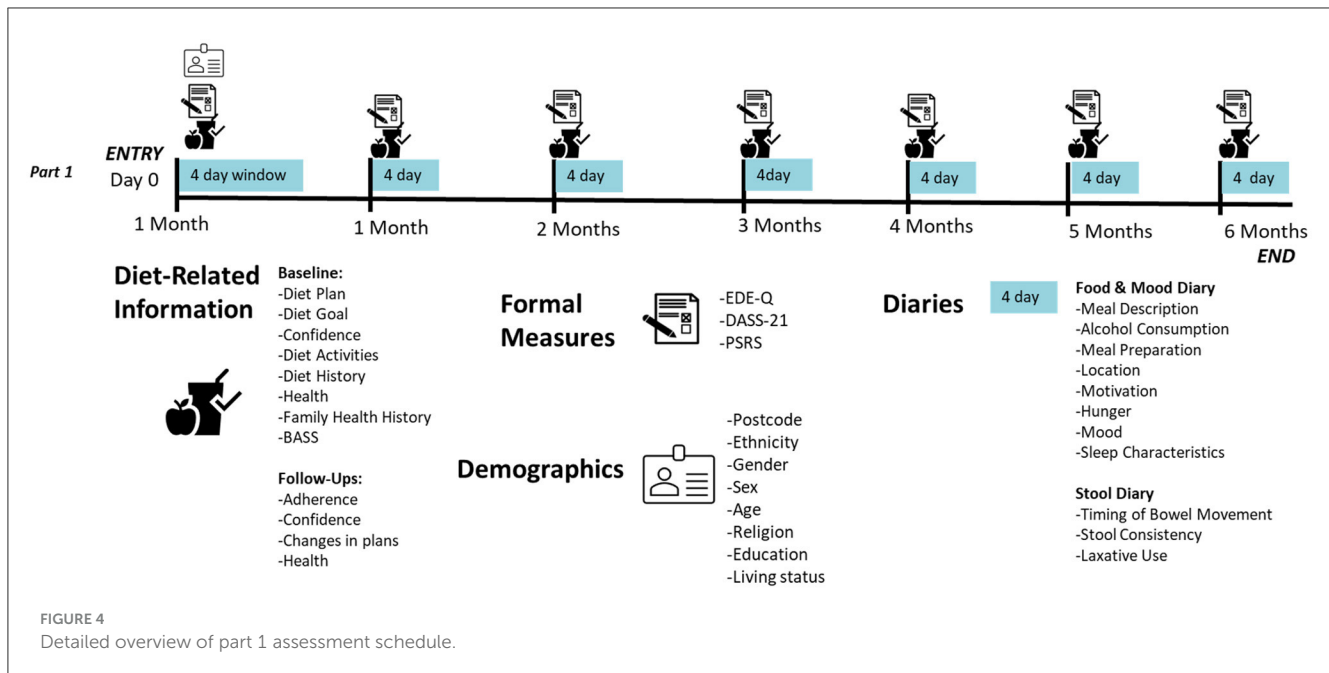 Part 1
ENTRY
Day 0
4 day window
4 day
4 day
4day
4 day
4 day
4 day
1 Month
1 Month
2 Months
3 Months
4 Months
5 Months
6 Months
END
Diet-Related
Information
Baseline:
-Diet Plan
-Diet Goal
-Confidence
-Diet Activities
-Diet History
-Health
-Family Health History
-BASS
Follow-Ups:
-Adherence
-Confidence
-Changes in plans
-Health
Formal
Measures
-EDE-Q
-DASS-21
-PSRS
Demographics
-Postcode
-Ethnicity
-Gender
-Sex
-Age
-Religion
-Education
-Living status
Diaries
4 day
Food & Mood Diary
-Meal Description
-Alcohol Consumption
-Meal Preparation
-Location
-Motivation
-Hunger
-Mood
-Sleep Characteristics
Stool Diary
-Timing of Bowel Movement
-Stool Consistency
-Laxative Use
FIGURE 4
Detailed overview of part 1 assessment schedule.